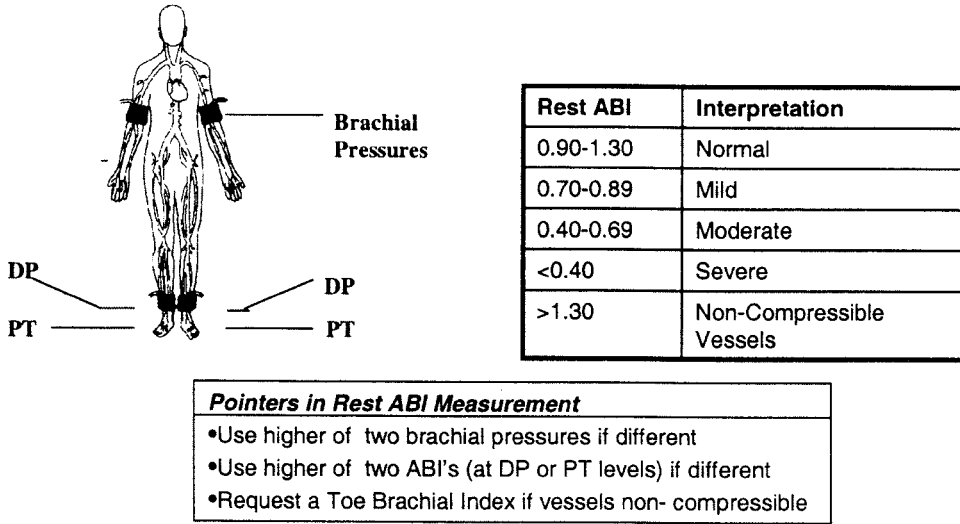 Brachial
Pressures
DP
DP
PT
PT
Rest ABI Interpretation
0.90-1.30 Normal
0.70-0.89 Mild
0.40-0.69 Moderate
<0.40 Severe
>1.30 Non-Compressible
Vessels
Pointers in Rest ABI Measurement
•Use higher of two brachial pressures if different
•Use higher of two ABI's (at DP or PT levels) if different
•Request a Toe Brachial Index if vessels non- compressible